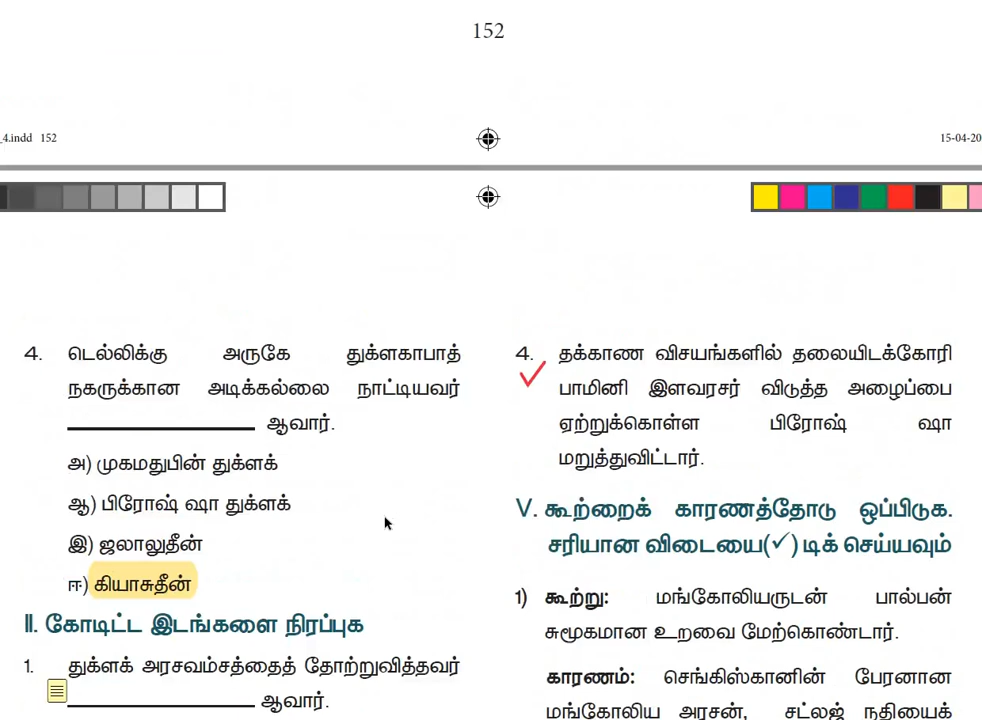 152
_4.indd 152
15-04-20
4. டெல்லிக்கு அருகே துக்ளகாபாத்
நகருக்கான அடிக்கல்லை நாட்டியவர்
____________ ஆவார்.
அ) முகமதுபின் துக்ளக்
ஆ) பிரோஷ் ஷா துக்ளக்
இ) ஜலாலுதீன்
ஈ) கியாசுதீன்
II. கோடிட்ட இடங்களை நிரப்புக
1. துக்ளக் அரசவம்சத்தைத் தோற்றுவித்தவர்
____________ ஆவார்.
4. தக்காண விசயங்களில் தலையிடக்கோரி
பாமினி இளவரசர் விடுத்த அழைப்பை
ஏற்றுக்கொள்ள பிரோஷ் ஷா
மறுத்துவிட்டார்.
V. கூற்றைக் காரணத்தோடு ஒப்பிடுக.
சரியான விடையை(✓) டிக் செய்யவும்
1) கூற்று: மங்கோலியருடன் பால்பன்
சுமூகமான உறவை மேற்கொண்டார்.
காரணம்: செங்கிஸ்கானின் பேரனான
மங்கோலிய அரசன், சட்லஜ் நதியைக்